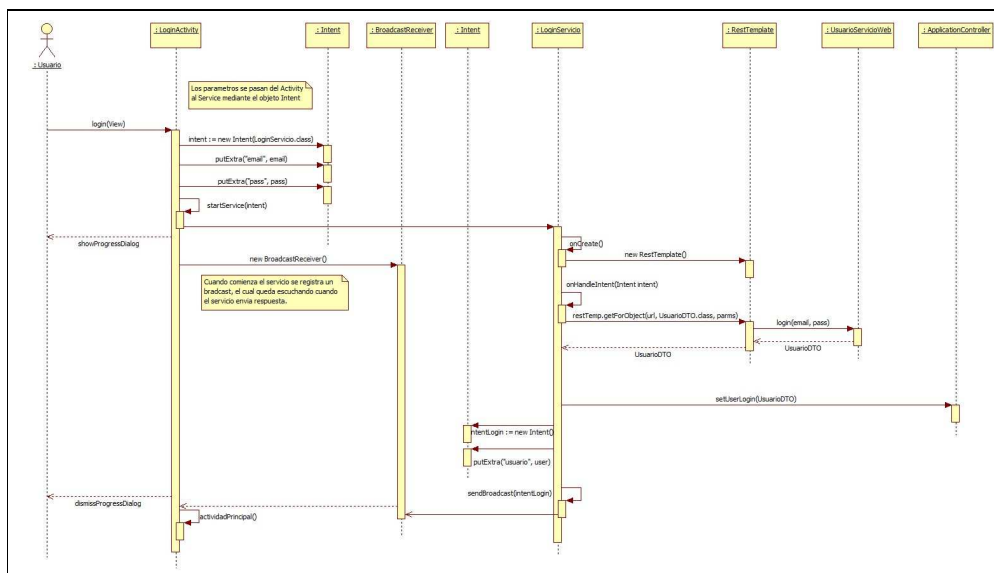 : LoginActivity
: Intent
: BroadcastReceiver
: Intent
: LoginServicio
: RestTemplate
: UsuarioServicioWeb
: ApplicationController
: Usuario
Los parametros se pasan del Activity
al Service mediante el objeto Intent
login(View)
intent := new Intent(LoginServicio.class)
putExtra("email", email)
putExtra("pass", pass)
startService(intent)
showProgressDialog
onCreate()
new BroadcastReceiver()
new RestTemplate()
Cuando comienza el servicio se registra un
bradcast, el cual queda escuchando cuando
el servicio envia respuesta.
onHandleIntent(Intent intent)
restTemp.getForObject(url, UsuarioDTO.class, parms)
login(email, pass)
UsuarioDTO
UsuarioDTO
setUserLogin(UsuarioDTO)
intentLogin := new Intent()
putExtra("usuario", user)
sendBroadcast(intentLogin)
dismissProgressDialog
actividadPrincipal()